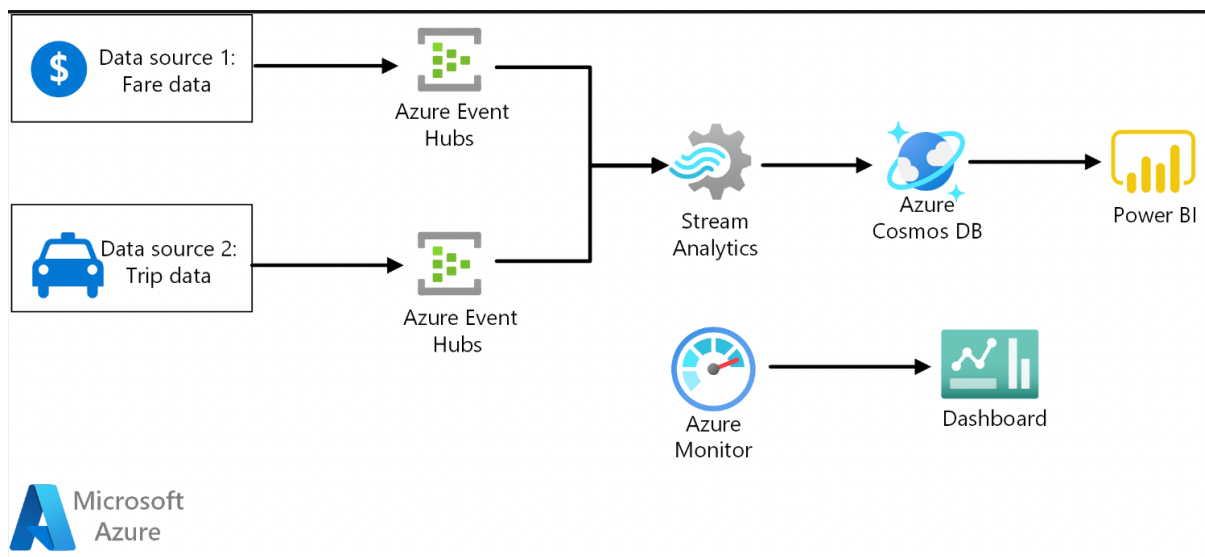 Data source 1:
Fare data
Azure Event
Hubs
Data source 2:
Trip data
Azure Event
Hubs
Stream
Analytics
Azure
Cosmos DB
Power BI
Azure
Monitor
Dashboard
Microsoft
Azure